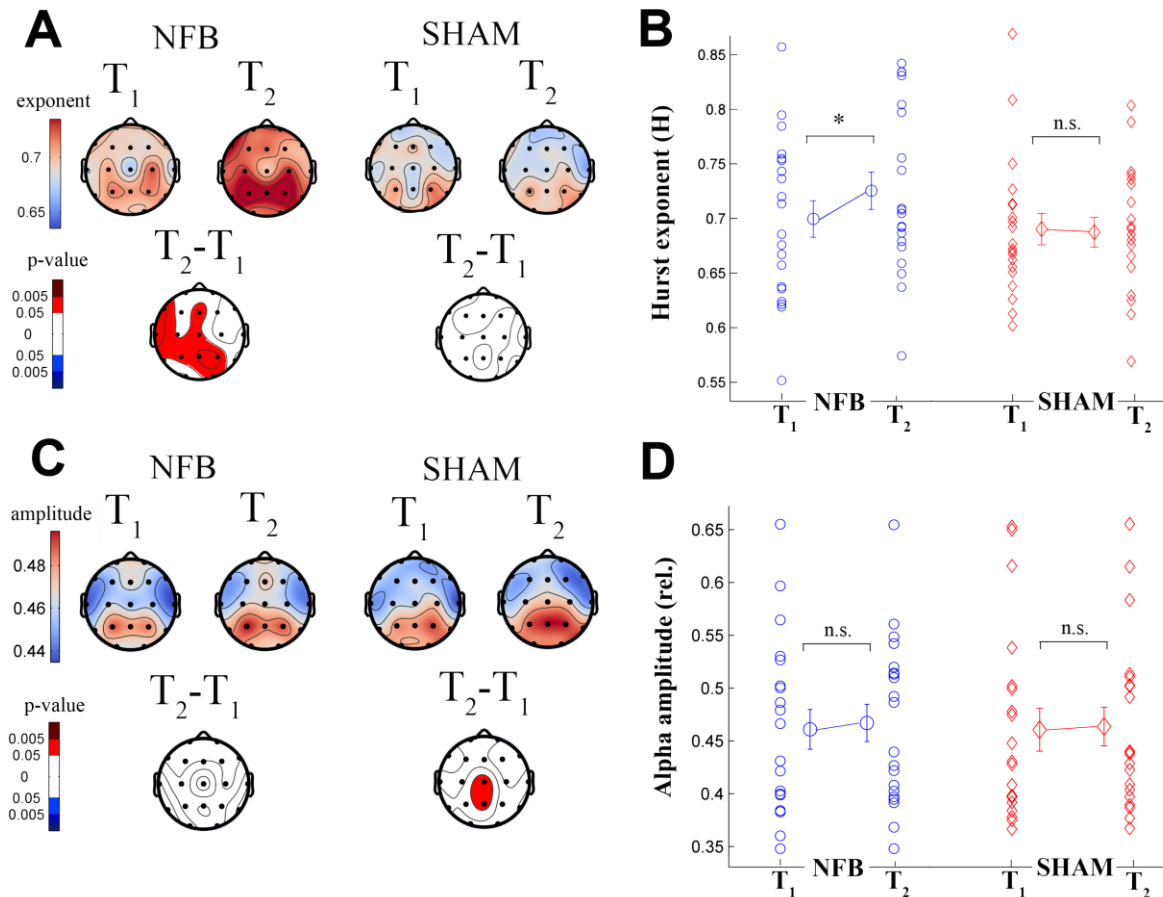 A
NFB
SHAM
T1
T2
T1
T2
exponent
0.7
0.65
T2-T1
T2-T1
p-value
0.005
0.05
0
0.05
0.005
B
Hurst exponent (H)
0.85
0.8
0.75
0.7
0.65
0.6
0.55
*
n.s.
T1
NFB
T2
T1
SHAM
T2
C
NFB
SHAM
T1
T2
T1
T2
amplitude
0.48
0.46
0.44
T2-T1
T2-T1
p-value
0.005
0.05
0
0.05
0.005
D
Alpha amplitude (rel.)
0.65
0.6
0.55
0.5
0.45
0.4
0.35
n.s.
n.s.
T1
NFB
T2
T1
SHAM
T2